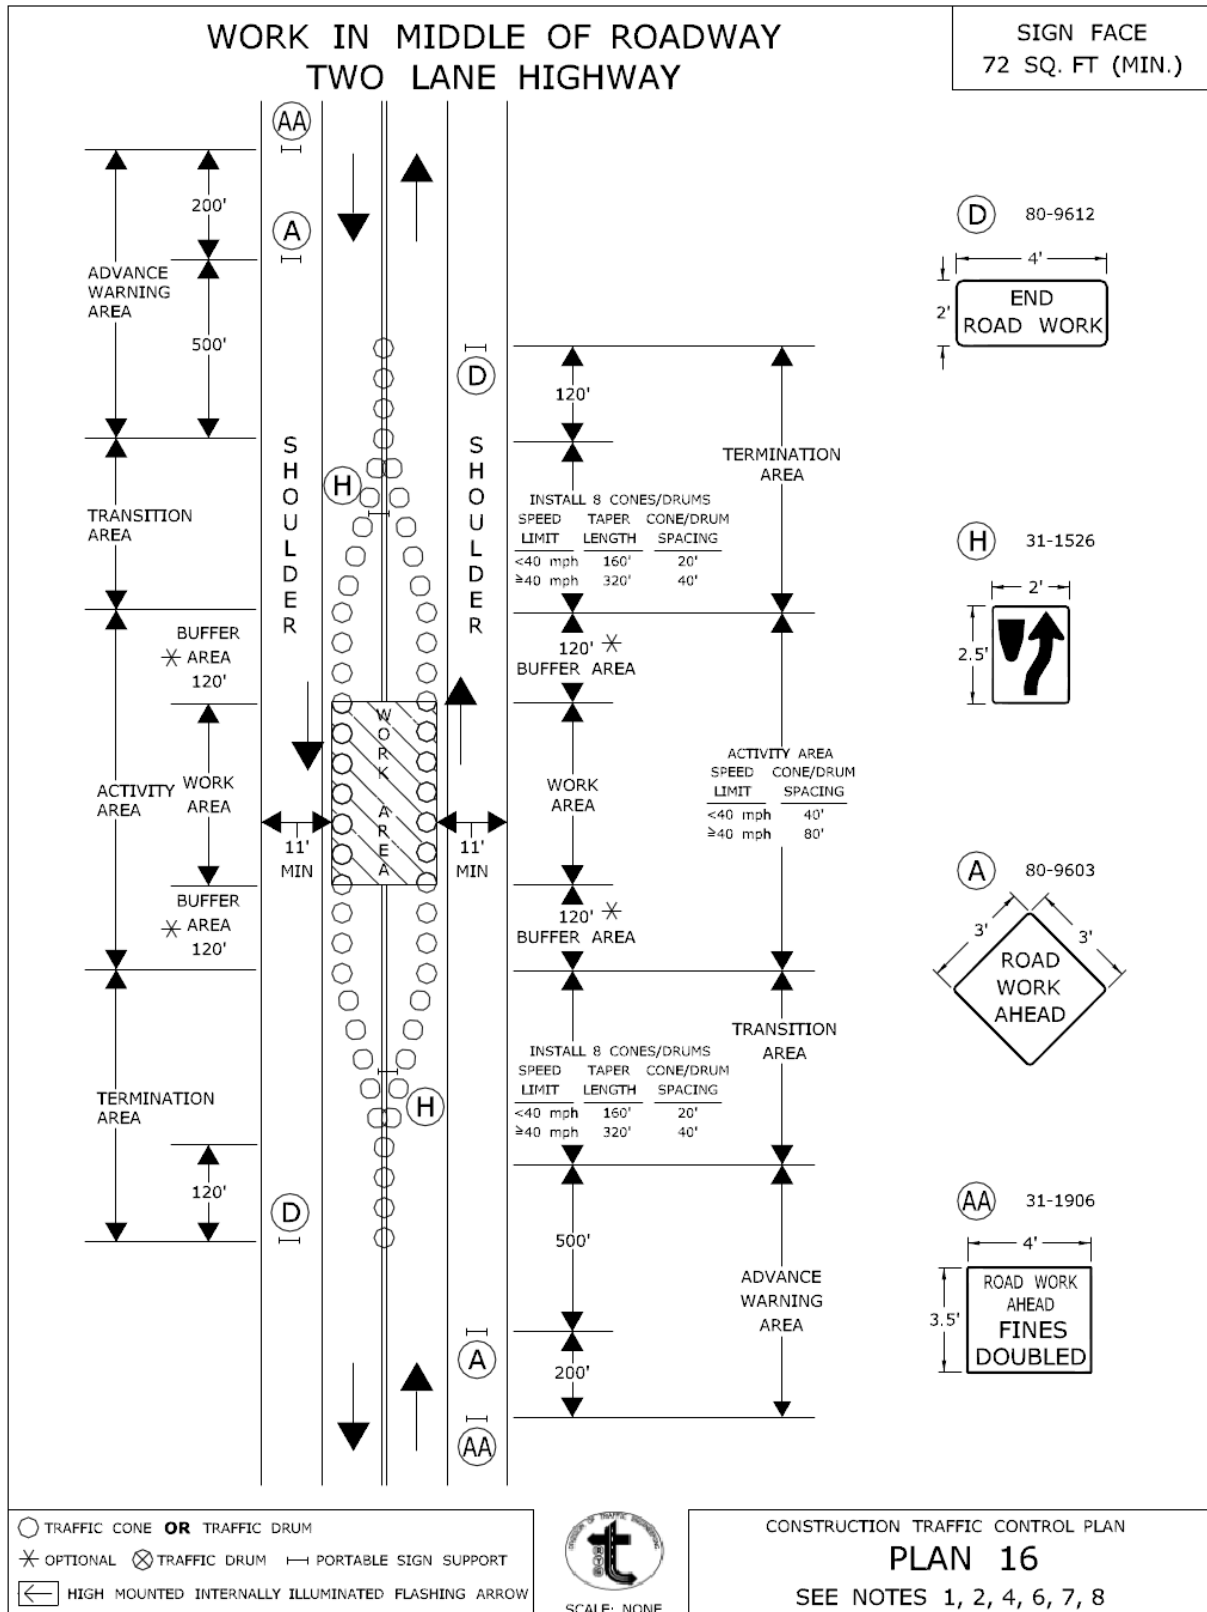 WORK IN MIDDLE OF ROADWAY
TWO LANE HIGHWAY
SIGN FACE
72 SQ. FT (MIN.)
AA
200'
A
ADVANCE
WARNING
AREA
500'
D
120'
SHOULDER
SHOULDER
TERMINATION
AREA
H
TRANSITION
AREA
INSTALL 8 CONES/DRUMS
SPEED TAPER CONE/DRUM
LIMIT LENGTH SPACING
<40 mph 160' 20'
≥40 mph 320' 40'
BUFFER
* AREA
120'
120' *
BUFFER AREA
WORK AREA
ACTIVITY
AREA
WORK
AREA
WORK
AREA
ACTIVITY AREA
SPEED CONE/DRUM
LIMIT SPACING
<40 mph 40'
≥40 mph 80'
11'
MIN
11'
MIN
BUFFER
* AREA
120'
120' *
BUFFER AREA
TRANSITION
AREA
INSTALL 8 CONES/DRUMS
SPEED TAPER CONE/DRUM
LIMIT LENGTH SPACING
<40 mph 160' 20'
≥40 mph 320' 40'
TERMINATION
AREA
H
120'
D
500'
ADVANCE
WARNING
AREA
A
200'
AA
D 80-9612
4'
2'
END
ROAD WORK
H 31-1526
2'
2.5'
A 80-9603
3' 3'
ROAD
WORK
AHEAD
AA 31-1906
4'
3.5'
ROAD WORK
AHEAD
FINES
DOUBLED
TRAFFIC CONE OR TRAFFIC DRUM
* OPTIONAL TRAFFIC DRUM PORTABLE SIGN SUPPORT
HIGH MOUNTED INTERNALLY ILLUMINATED FLASHING ARROW
DIVISION OF TRAFFIC ENGINEERING
t
SCALE: NONE
CONSTRUCTION TRAFFIC CONTROL PLAN
PLAN 16
SEE NOTES 1, 2, 4, 6, 7, 8